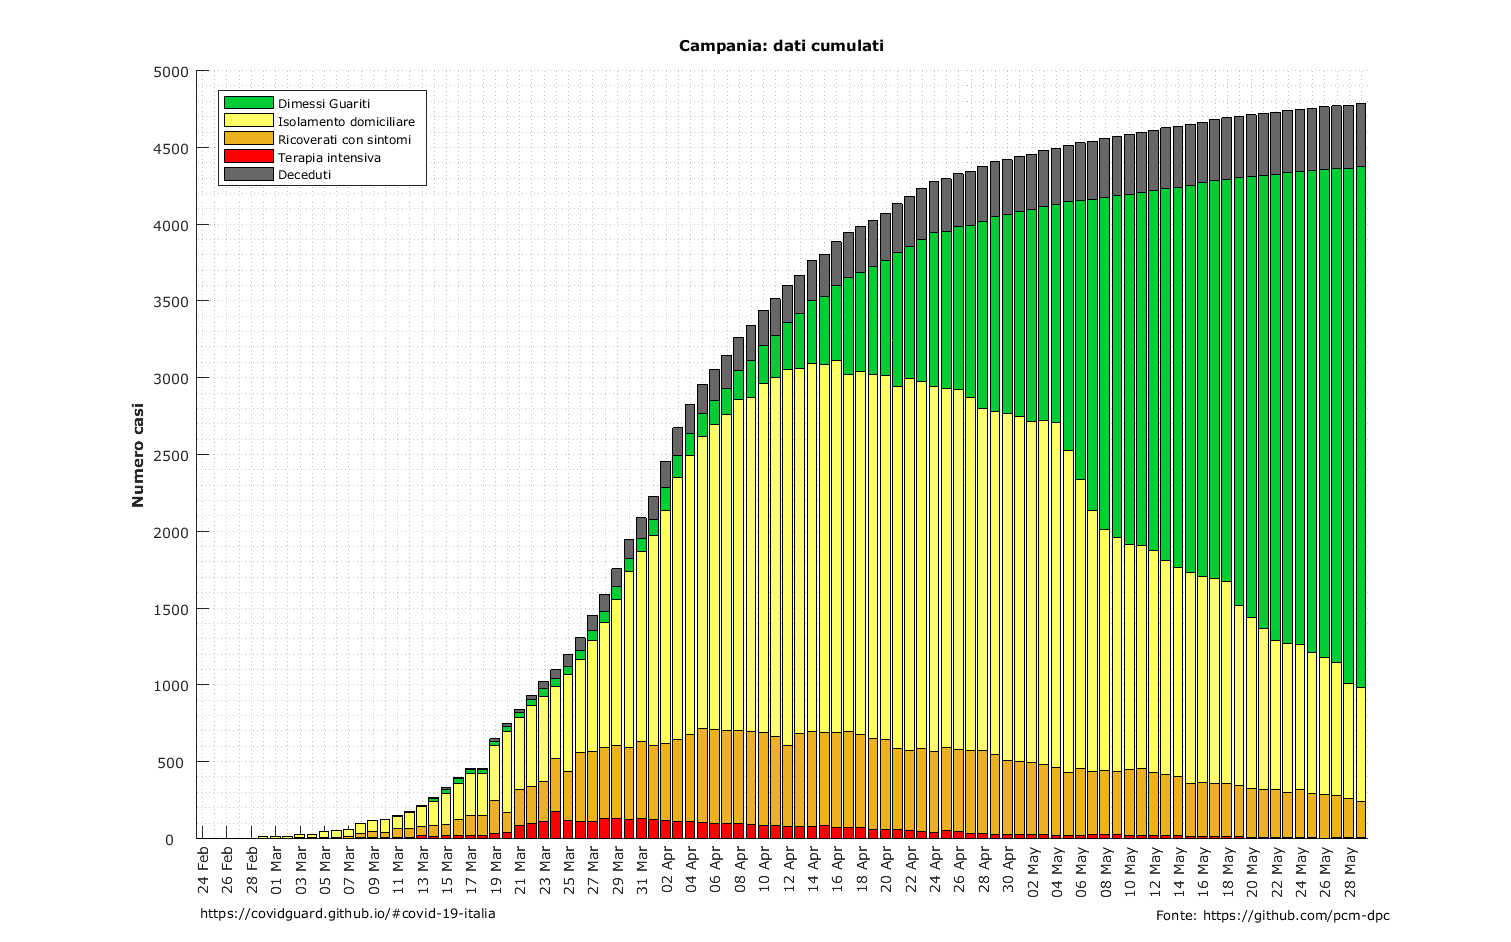 Campania: dati cumulati
5000
4500
4000
3500
3000
2500
2000
1500
1000
500
0
Numero casi
Dimessi Guariti
Isolamento domiciliare
Ricoverati con sintomi
Terapia intensiva
Deceduti
24 Feb
26 Feb
28 Feb
01 Mar
03 Mar
05 Mar
07 Mar
09 Mar
11 Mar
13 Mar
15 Mar
17 Mar
19 Mar
21 Mar
23 Mar
25 Mar
27 Mar
29 Mar
31 Mar
02 Apr
04 Apr
06 Apr
08 Apr
10 Apr
12 Apr
14 Apr
16 Apr
18 Apr
20 Apr
22 Apr
24 Apr
26 Apr
28 Apr
30 Apr
02 May
04 May
06 May
08 May
10 May
12 May
14 May
16 May
18 May
20 May
22 May
24 May
26 May
28 May
https://covidguard.github.io/#covid-19-italia
Fonte: https://github.com/pcm-dpc